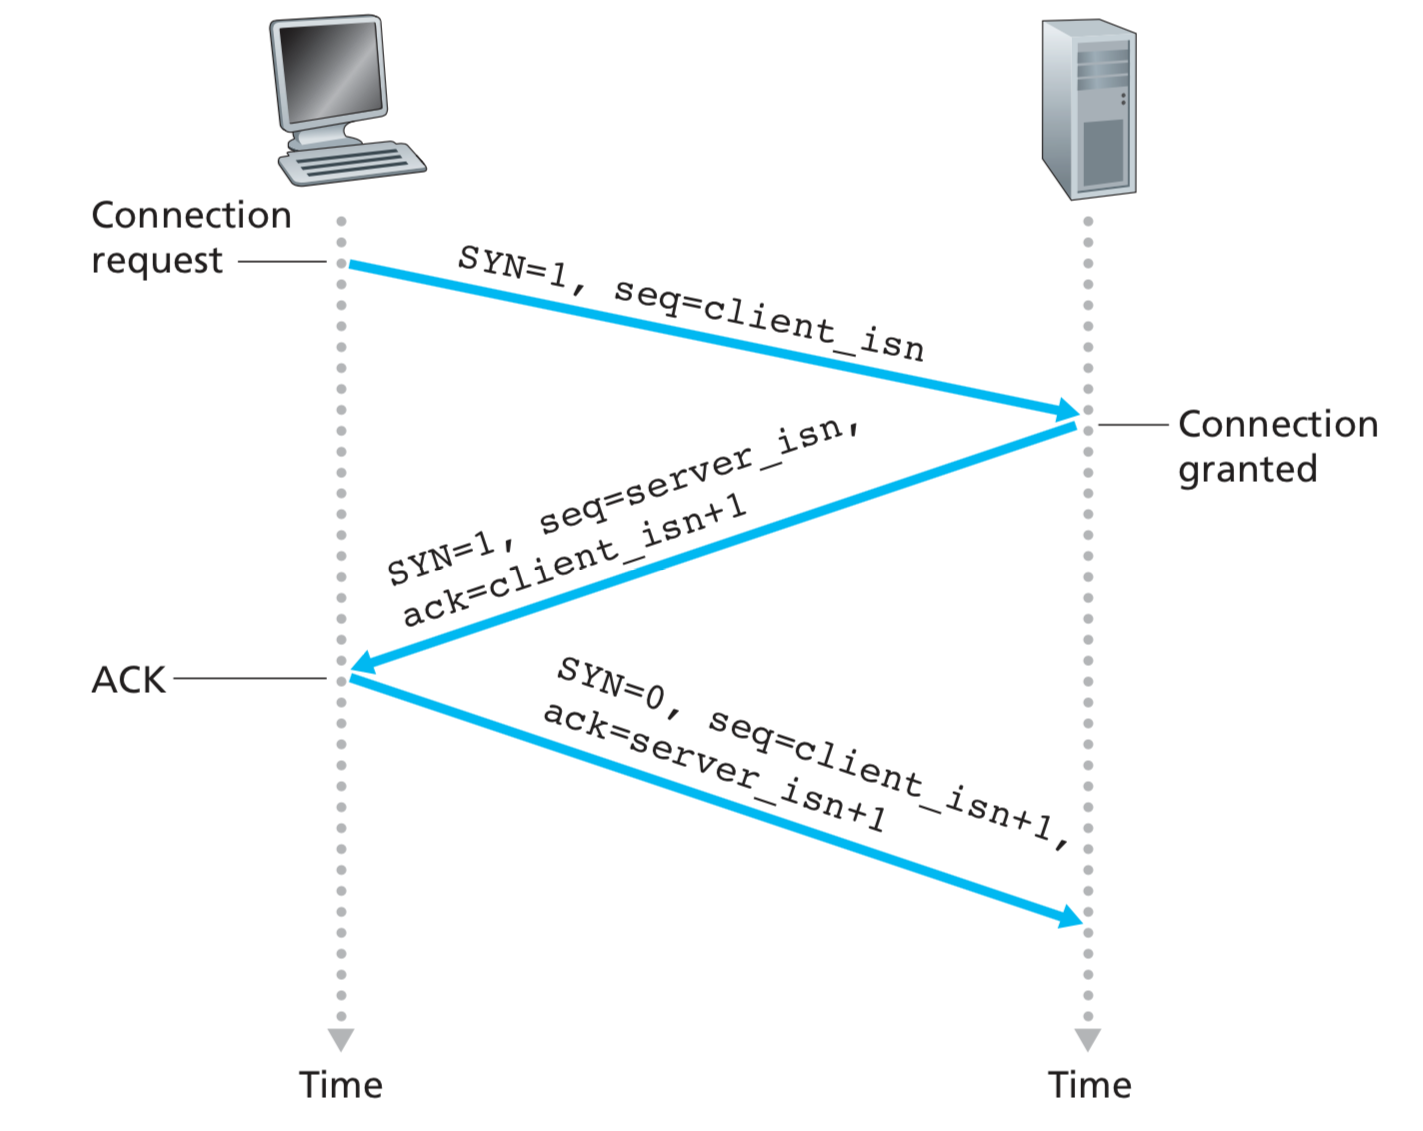 Connection
request
SYN=1, seq=client_isn
Connection
granted
SYN=1, seq=server_isn,
ack=client_isn+1
ACK
SYN=0, seq=client_isn+1,
ack=server_isn+1
Time
Time